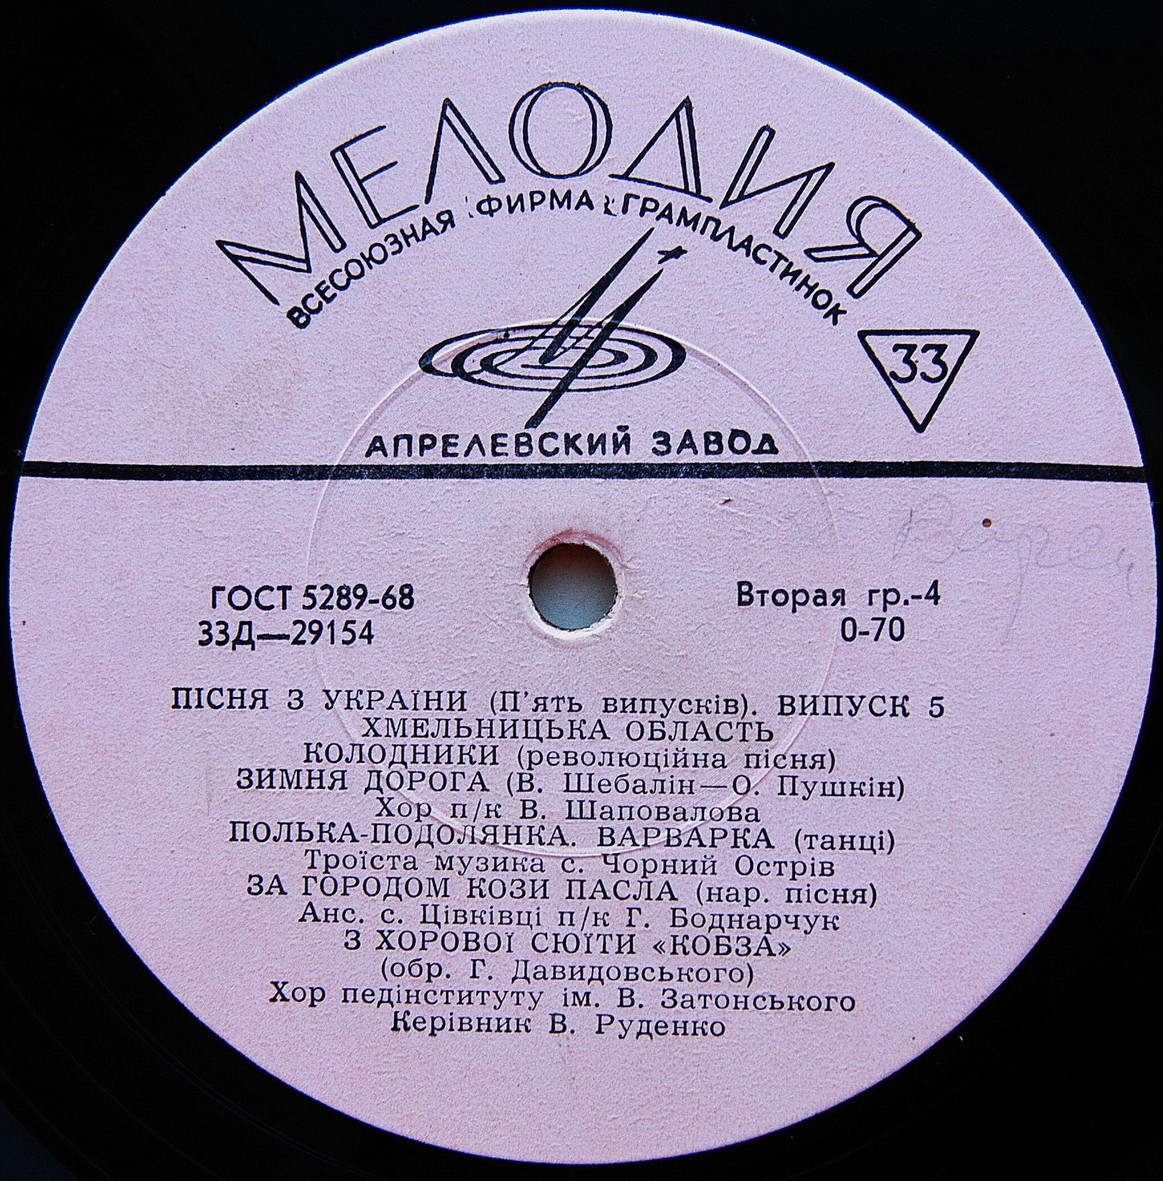 МЕЛОДИЯ
ВСЕСОЮЗНАЯ ФИРМА ГРАМПЛАСТИНОК
33
АПРЕЛЕВСКИЙ ЗАВОД
ГОСТ 5289-68
33Д—29154
Вторая гр.-4
0-70
ПІСНЯ З УКРАЇНИ (П'ять випусків). ВИПУСК 5
ХМЕЛЬНИЦЬКА ОБЛАСТЬ
КОЛОДНИКИ (революційна пісня)
ЗИМНЯ ДОРОГА (В. Шебалін—О. Пушкін)
Хор п/к В. Шаповалова
ПОЛЬКА-ПОДОЛЯНКА. ВАРВАРКА (танці)
Троїста музика с. Чорний Острів
ЗА ГОРОДОМ КОЗИ ПАСЛА (нар. пісня)
Анс. с. Цівківці п/к Г. Боднарчук
З ХОРОВОЇ СЮЇТИ «КОБЗА»
(обр. Г. Давидовського)
Хор педінституту ім. В. Затонського
Керівник В. Руденко